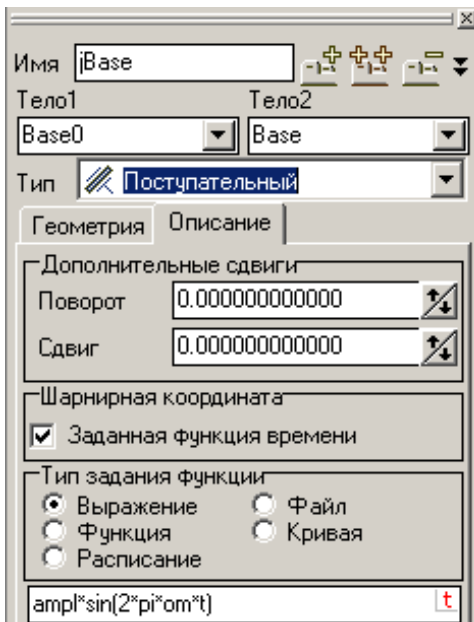 Имя jBase
Тело1 Тело2
Base0 Base
Тип Поступательный
Геометрия Описание
Дополнительные сдвиги
Поворот 0.000000000000
Сдвиг 0.000000000000
Шарнирная координата
Заданная функция времени
Тип задания функции
Выражение Файл
Функция Кривая
Расписание
ampl*sin(2*pi*om*t) t